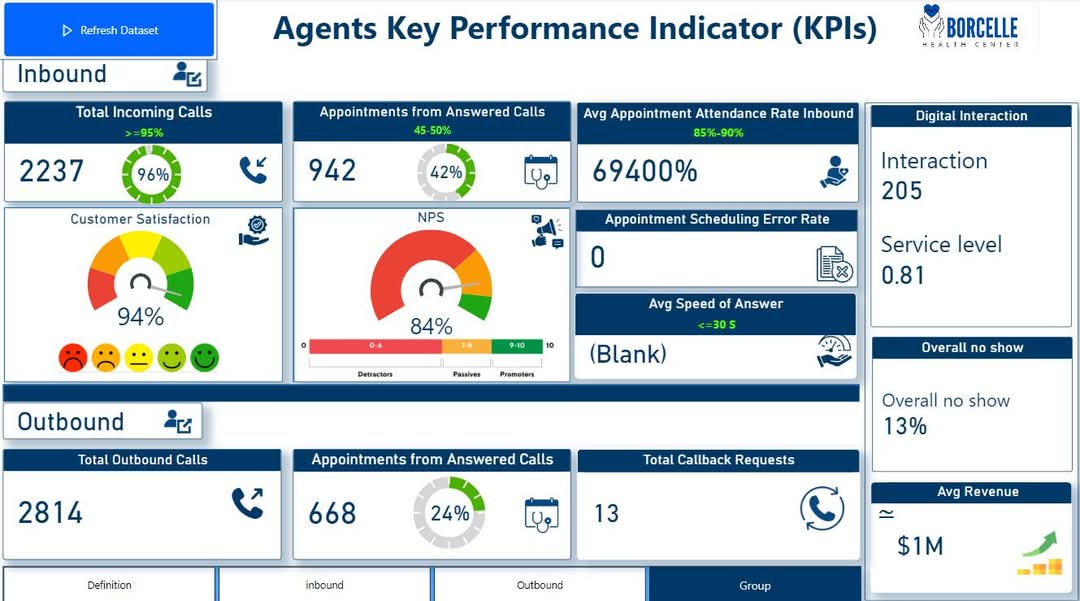 Refresh Dataset
Agents Key Performance Indicator (KPIs)
BORCELLE
HEALTH CENTER
Inbound
Total Incoming Calls
>=95%
2237
96%
Appointments from Answered Calls
45-50%
942
42%
Avg Appointment Attendance Rate Inbound
85%-90%
69400%
Digital Interaction
Interaction
205
Service level
0.81
Customer Satisfaction
94%
NPS
84%
0
0-6
7-8
9-10
10
Detractors
Passives
Promoters
Appointment Scheduling Error Rate
0
Avg Speed of Answer
<=30 S
(Blank)
Overall no show
Overall no show
13%
Outbound
Total Outbound Calls
2814
Appointments from Answered Calls
668
24%
Total Callback Requests
13
Avg Revenue
≃
$1M
Definition
inbound
Outbound
Group